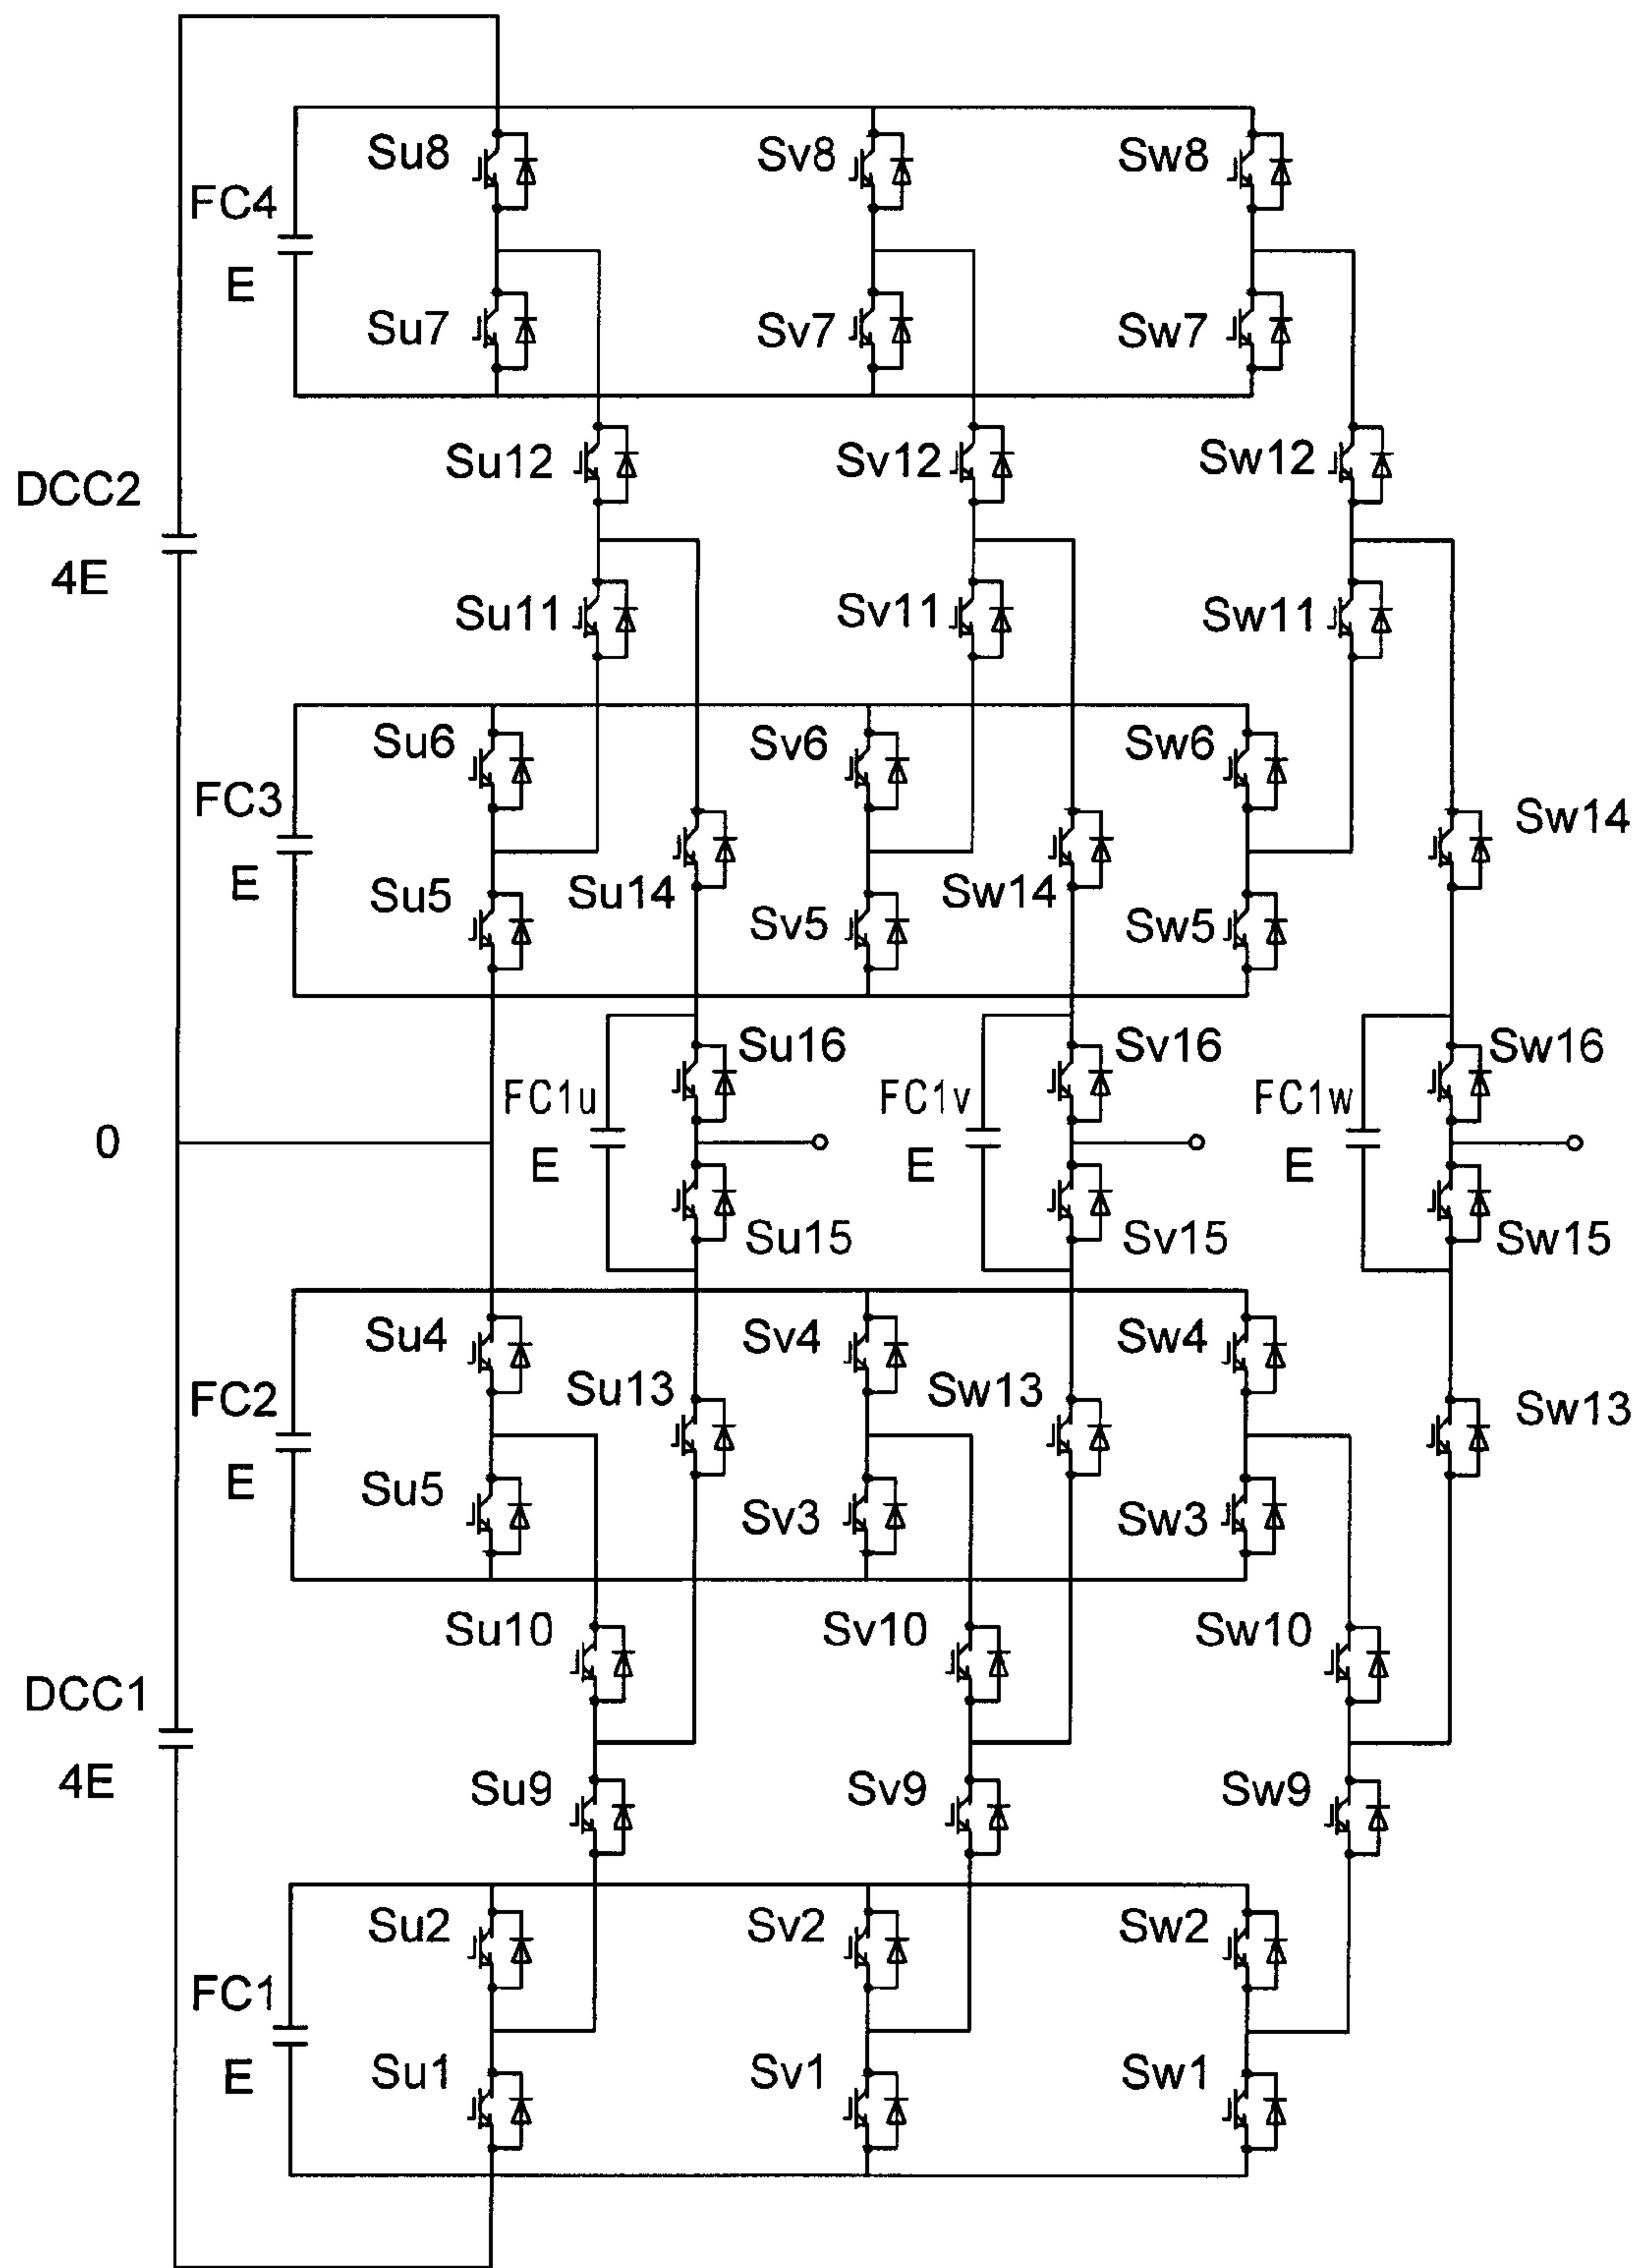 Su8
Sv8
Sw8
FC4
E
Su7
Sv7
Sw7
Su12
Sv12
Sw12
DCC2
4E
Su11
Sv11
Sw11
Su6
Sv6
Sw6
FC3
E
Sw14
Su5
Su14
Sv5
Sw14
Sw5
Su16
Sv16
Sw16
FC1u
FC1v
FC1w
0
E
E
E
Su15
Sv15
Sw15
Su4
Sv4
Sw4
Su13
Sw13
Sw13
FC2
E
Su5
Sv3
Sw3
Su10
Sv10
Sw10
DCC1
4E
Su9
Sv9
Sw9
Su2
Sv2
Sw2
FC1
E
Su1
Sv1
Sw1